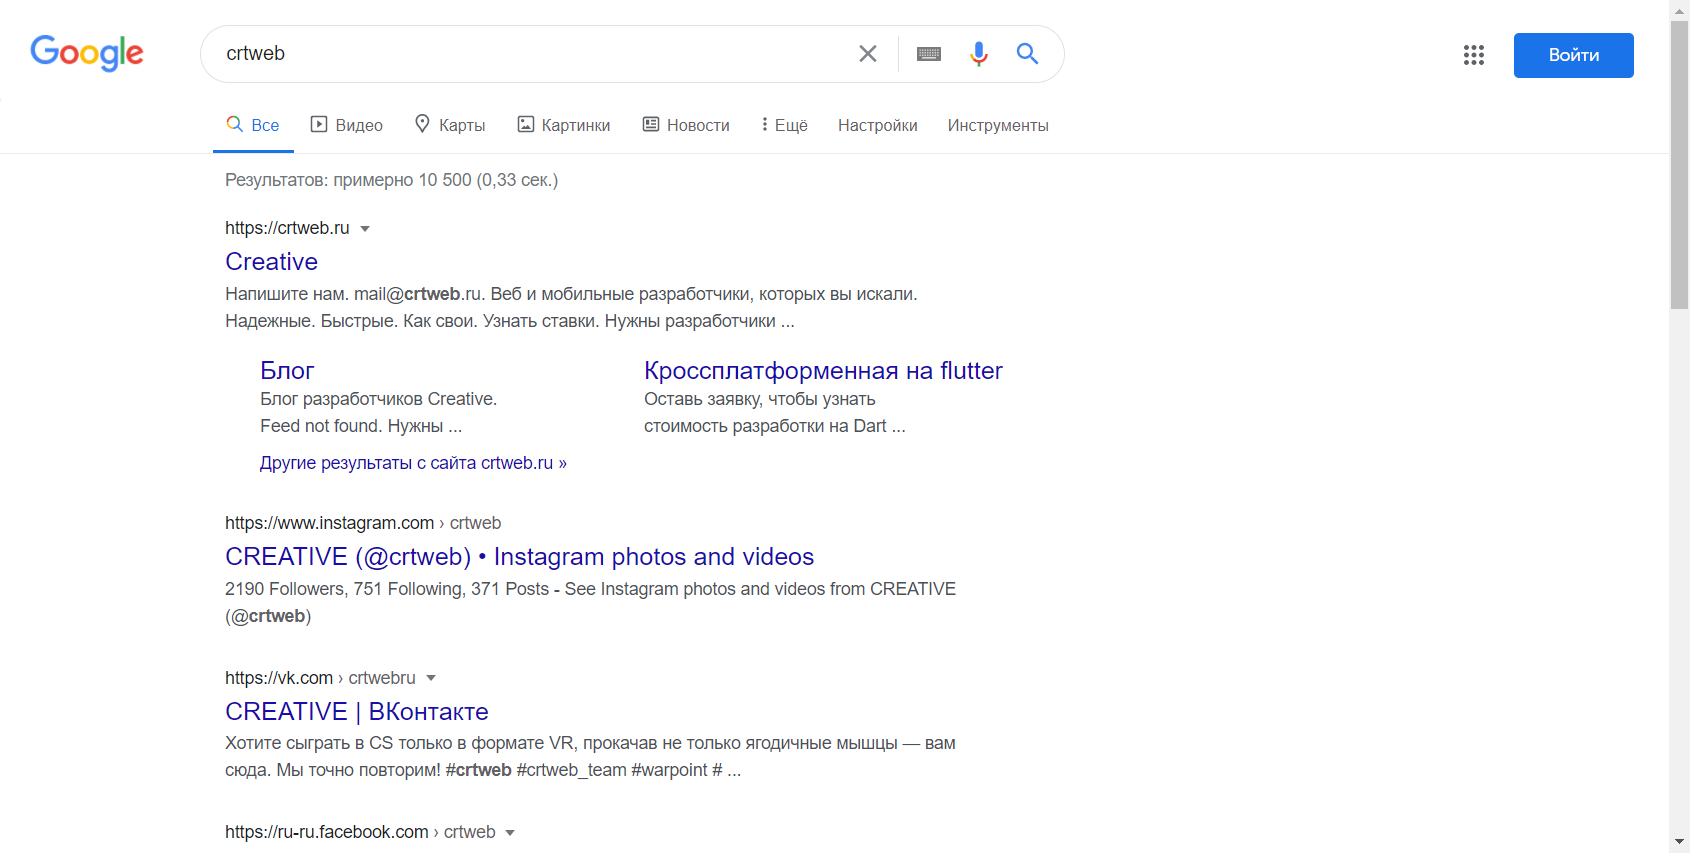 Google
crtweb
Войти
Все Видео Карты Картинки Новости Ещё Настройки Инструменты
Результатов: примерно 10 500 (0,33 сек.)
https://crtweb.ru
Creative
Напишите нам. mail@crtweb.ru. Веб и мобильные разработчики, которых вы искали.
Надежные. Быстрые. Как свои. Узнать ставки. Нужны разработчики ...
Блог
Блог разработчиков Creative.
Feed not found. Нужны ...
Кроссплатформенная на flutter
Оставь заявку, чтобы узнать
стоимость разработки на Dart ...
Другие результаты с сайта crtweb.ru »
https://www.instagram.com › crtweb
CREATIVE (@crtweb) • Instagram photos and videos
2190 Followers, 751 Following, 371 Posts - See Instagram photos and videos from CREATIVE
(@crtweb)
https://vk.com › crtwebru
CREATIVE | ВКонтакте
Хотите сыграть в CS только в формате VR, прокачав не только ягодичные мышцы — вам
сюда. Мы точно повторим! #crtweb #crtweb_team #warpoint # ...
https://ru-ru.facebook.com › crtweb